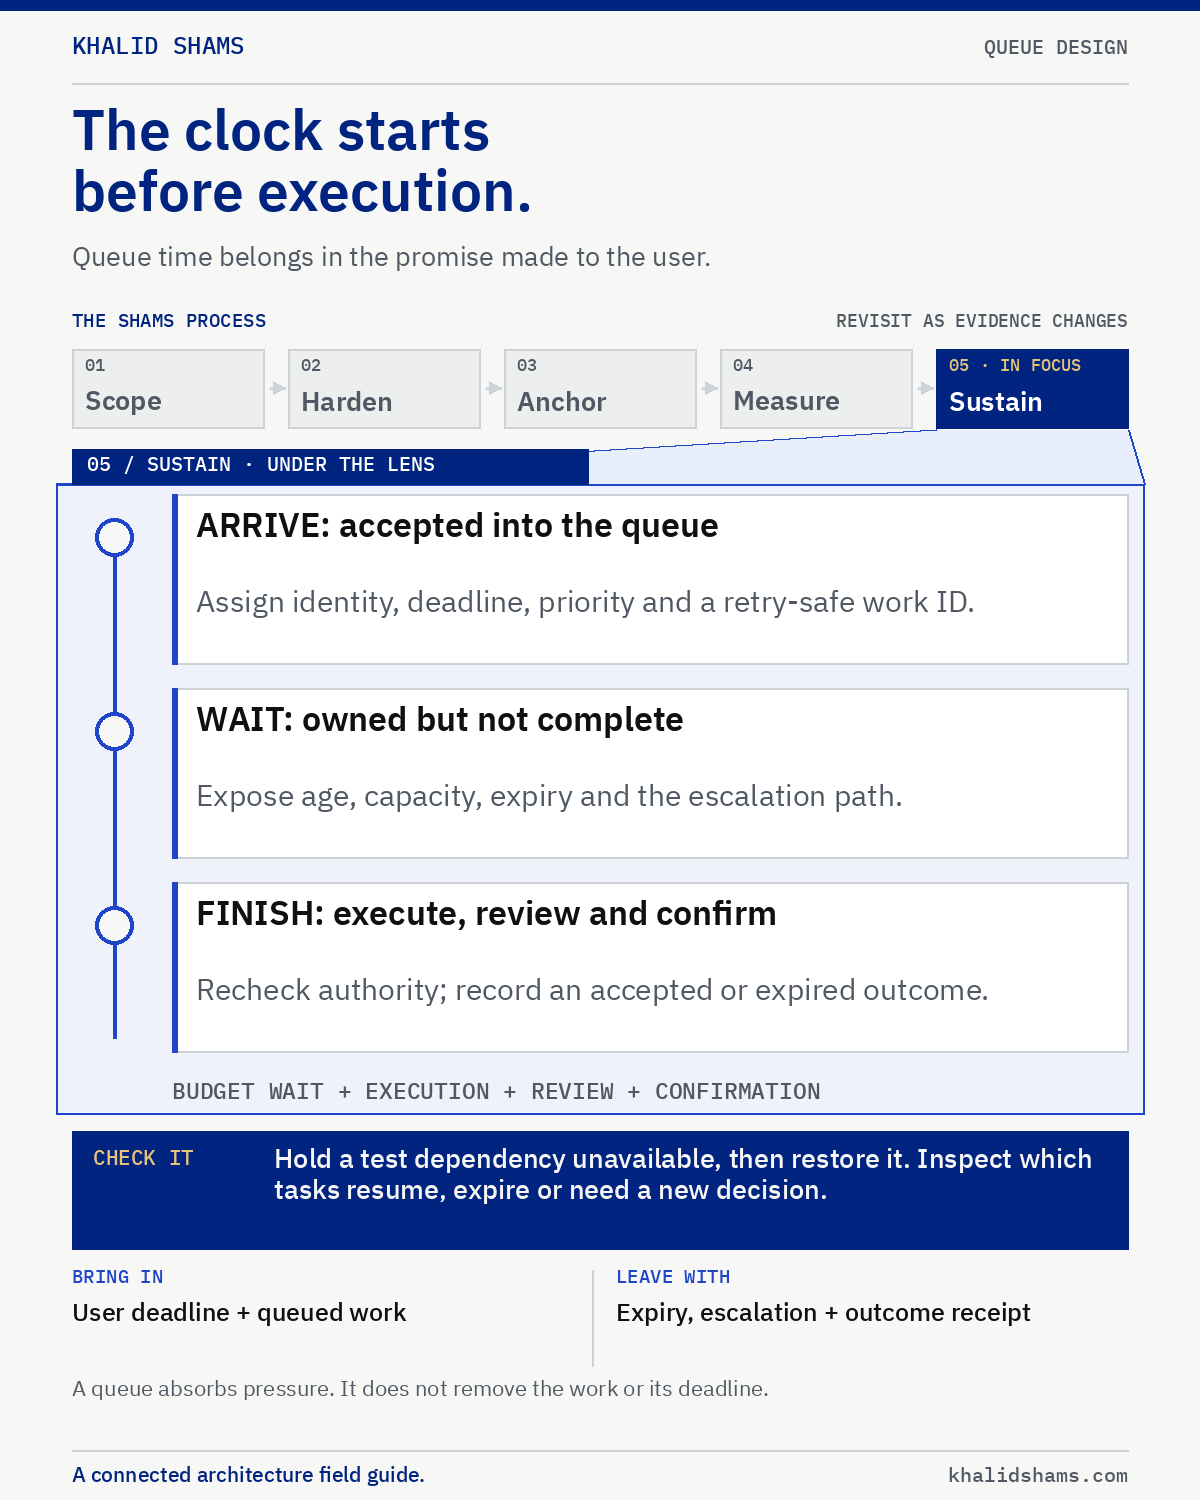 KHALID SHAMS
QUEUE DESIGN
The clock starts
before execution.
Queue time belongs in the promise made to the user.
THE SHAMS PROCESS
REVISIT AS EVIDENCE CHANGES
01
Scope
02
Harden
03
Anchor
04
Measure
05 · IN FOCUS
Sustain
05 / SUSTAIN · UNDER THE LENS
ARRIVE: accepted into the queue
Assign identity, deadline, priority and a retry-safe work ID.
WAIT: owned but not complete
Expose age, capacity, expiry and the escalation path.
FINISH: execute, review and confirm
Recheck authority; record an accepted or expired outcome.
BUDGET WAIT + EXECUTION + REVIEW + CONFIRMATION
CHECK IT
Hold a test dependency unavailable, then restore it. Inspect which
tasks resume, expire or need a new decision.
BRING IN
User deadline + queued work
LEAVE WITH
Expiry, escalation + outcome receipt
A queue absorbs pressure. It does not remove the work or its deadline.
A connected architecture field guide.
khalidshams.com